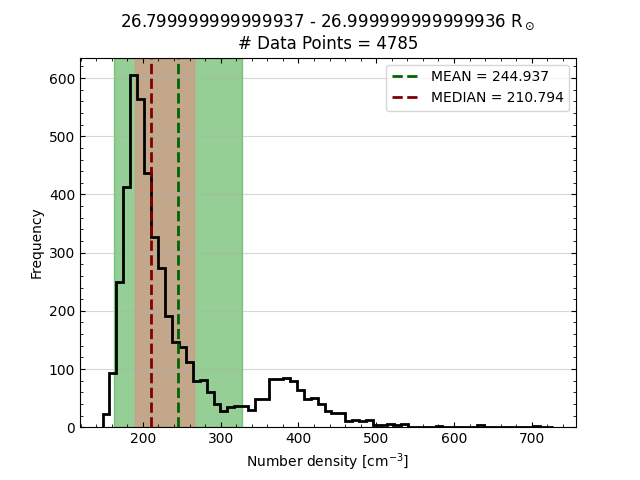 26.799999999999937 - 26.999999999999936 R⊙
# Data Points = 4785
MEAN = 244.937
MEDIAN = 210.794
Frequency
600
500
400
300
200
100
0
200 300 400 500 600 700
Number density [cm⁻³]